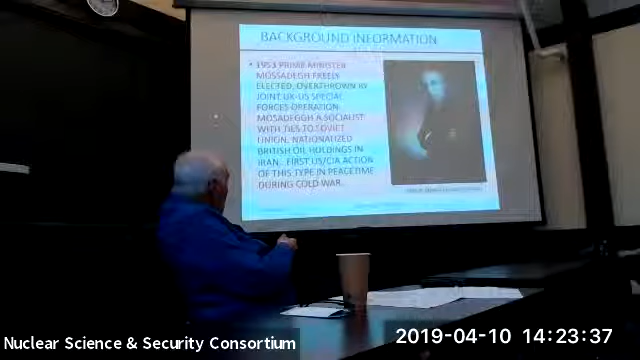 BACKGROUND INFORMATION
• 1953 PRIME MINISTER
MOSSADEGH FREELY
ELECTED, OVERTHROWN BY
JOINT UK-US SPECIAL
FORCES OPERATION.
MOSADEGGH A SOCIALIST
WITH TIES TO SOVIET
UNION, NATIONALIZED
BRITISH OIL HOLDINGS IN
IRAN. FIRST US/CIA ACTION
OF THIS TYPE IN PEACETIME
DURING COLD WAR.
Nuclear Science & Security Consortium
2019-04-10 14:23:37